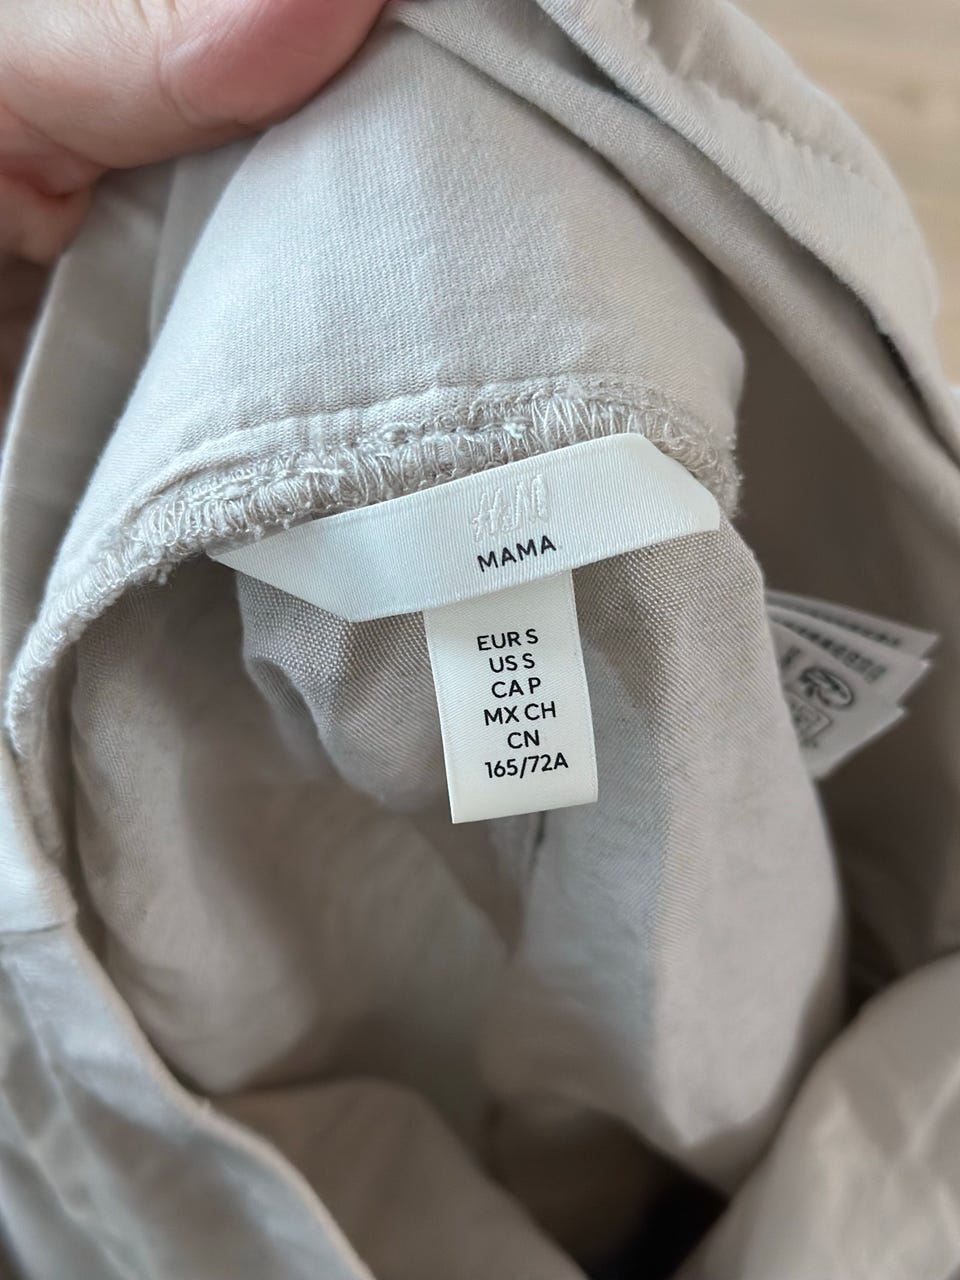 H&M
MAMA
EUR S
US S
CA P
MX CH
CN
165/72A